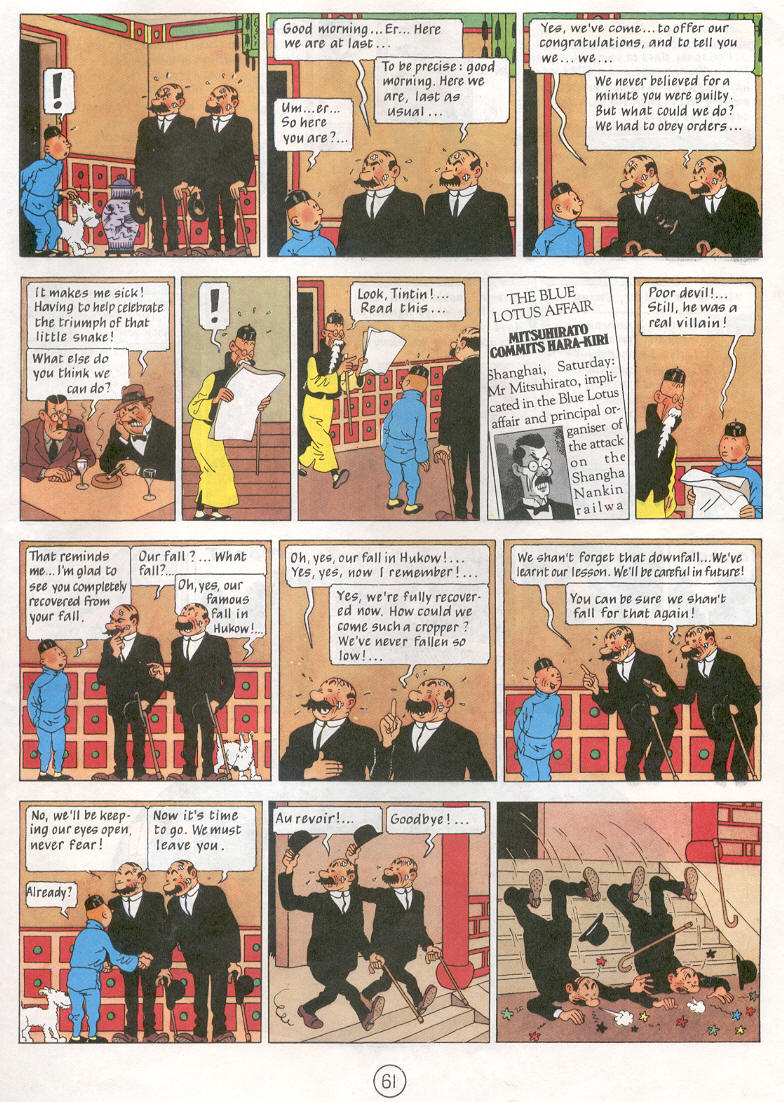 !
Good morning...Er...Here
we are at last...
To be precise: good
morning. Here we
are, last as
usual...
Um...er...
So here
you are?...
Yes, we've come...to offer our
congratulations, and to tell you
we...we...
We never believed for a
minute you were guilty.
But what could we do?
We had to obey orders...
It makes me sick!
Having to help celebrate
the triumph of that
little snake!
What else do
you think we
can do?
!
Look, Tintin!...
Read this...
THE BLUE
LOTUS AFFAIR
MITSUHIRATO
COMMITS HARA-KIRI
Shanghai, Saturday:
Mr Mitsuhirato, impli-
cated in the Blue Lotus
affair and principal or-
ganiser of
the attack
on the
Shangha
Nankin
railwa
Poor devil!...
Still, he was a
real villain!
That reminds
me...I'm glad to
see you completely
recovered from
your fall.
Our fall?... What
fall?...
Oh, yes, our
famous
fall in
Hukow!...
Oh, yes, our fall in Hukow!...
Yes, yes, now I remember!...
Yes, we're fully recover-
ed now. How could we
come such a cropper?
We've never fallen so
low!...
We shan't forget that downfall...We've
learnt our lesson. We'll be careful in future!
You can be sure we shan't
fall for that again!
No, we'll be keep-
ing our eyes open,
never fear!
Now it's time
to go. We must
leave you.
Already?
Au revoir!...
Goodbye!...
61